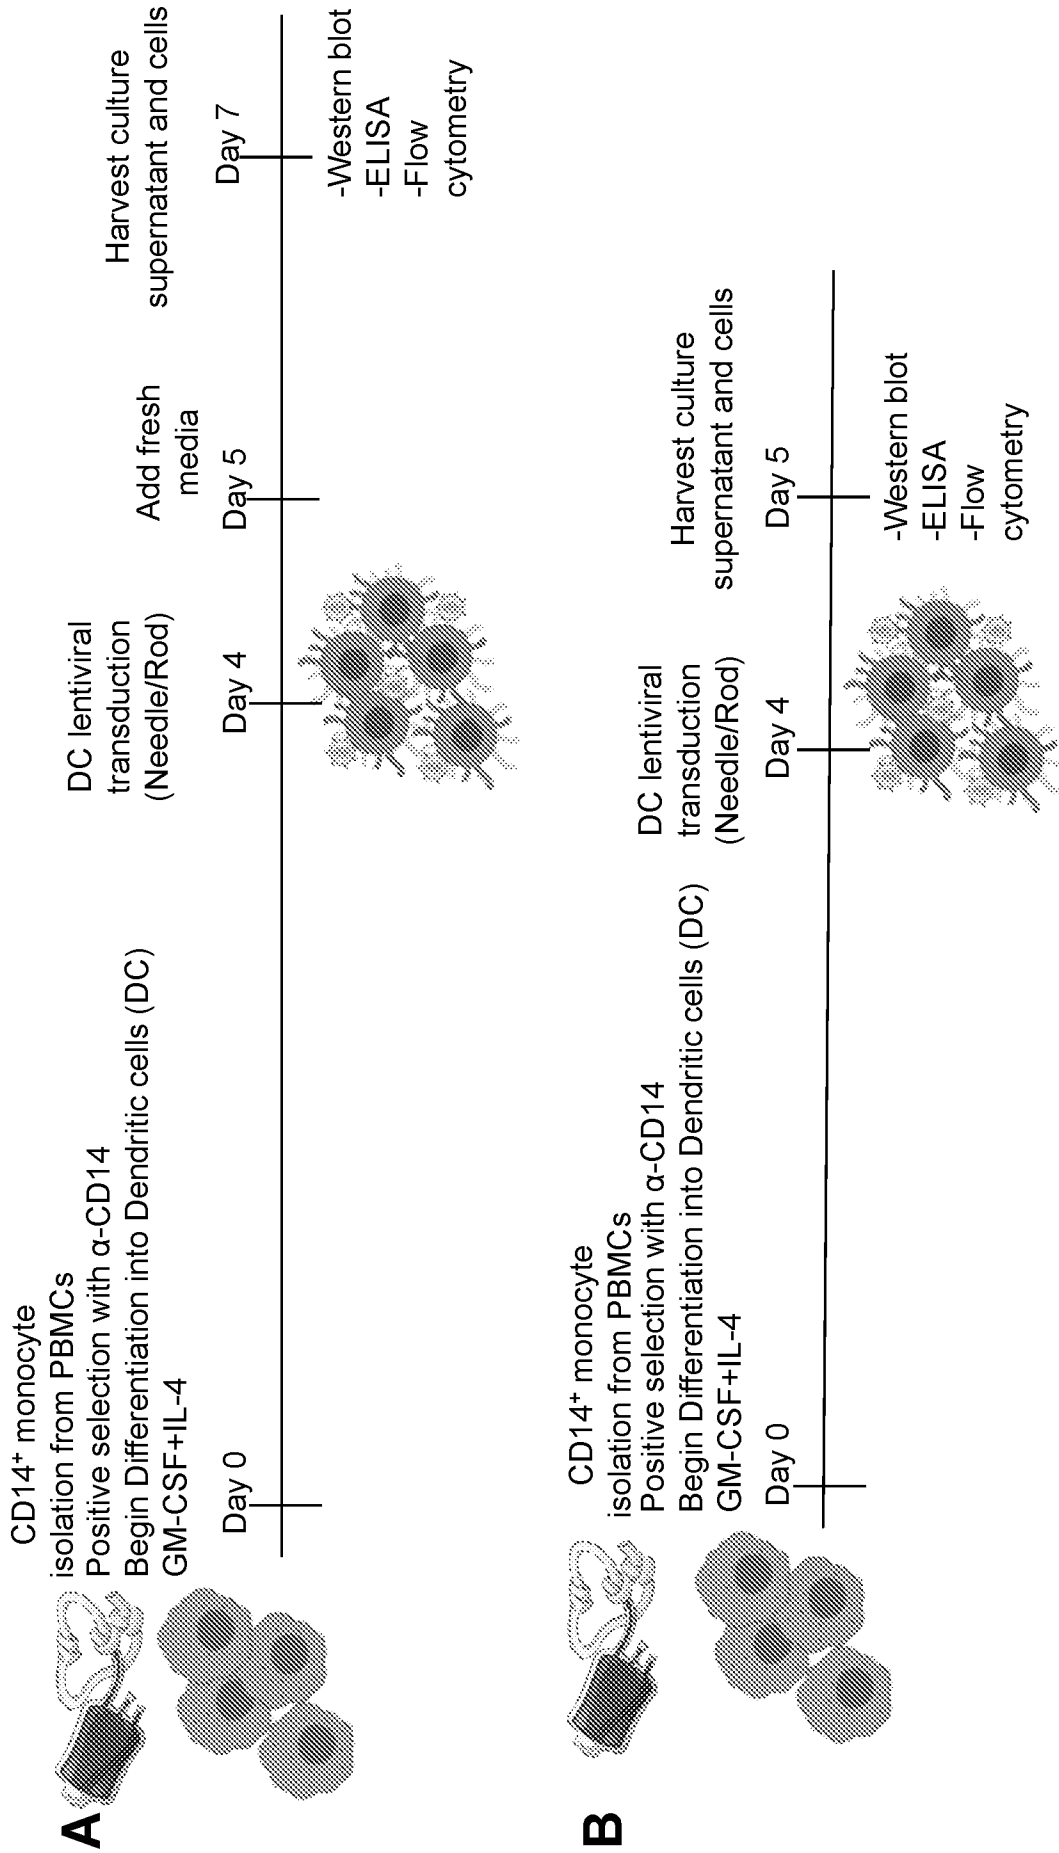 A
CD14⁺ monocyte
isolation from PBMCs
Positive selection with α-CD14
Begin Differentiation into Dendritic cells (DC)
GM-CSF+IL-4
Day 0
DC lentiviral
transduction
(Needle/Rod)
Day 4
Add fresh
media
Day 5
Harvest culture
supernatant and cells
Day 7
-Western blot
-ELISA
-Flow
cytometry
B
CD14⁺ monocyte
isolation from PBMCs
Positive selection with α-CD14
Begin Differentiation into Dendritic cells (DC)
GM-CSF+IL-4
Day 0
DC lentiviral
transduction
(Needle/Rod)
Day 4
Harvest culture
supernatant and cells
Day 5
-Western blot
-ELISA
-Flow
cytometry